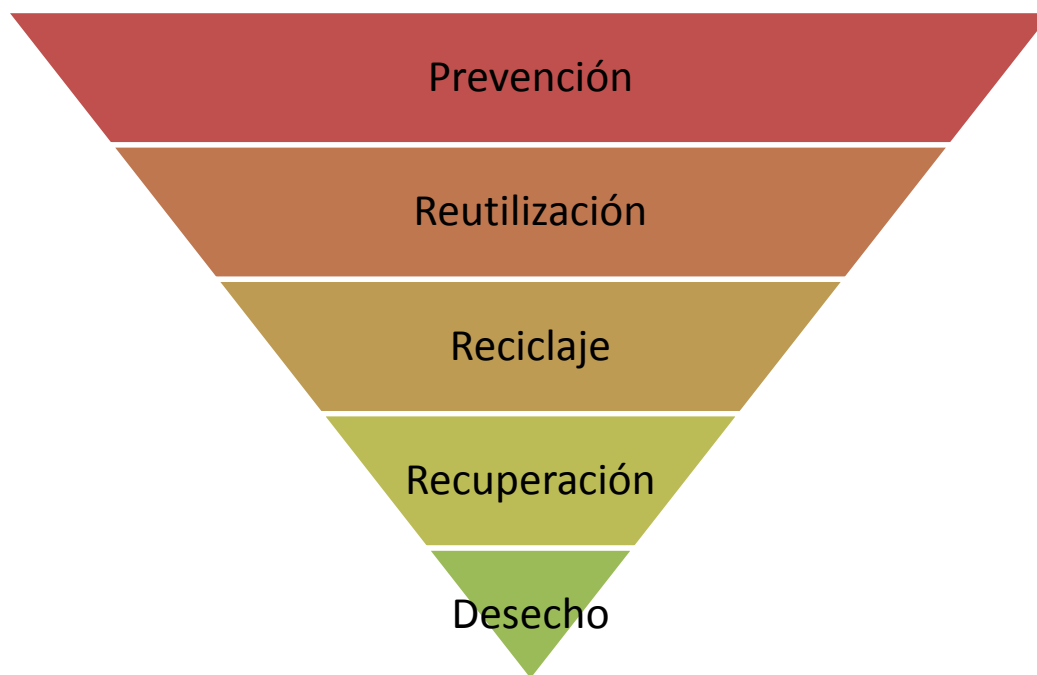 Prevención
Reutilización
Reciclaje
Recuperación
Desecho